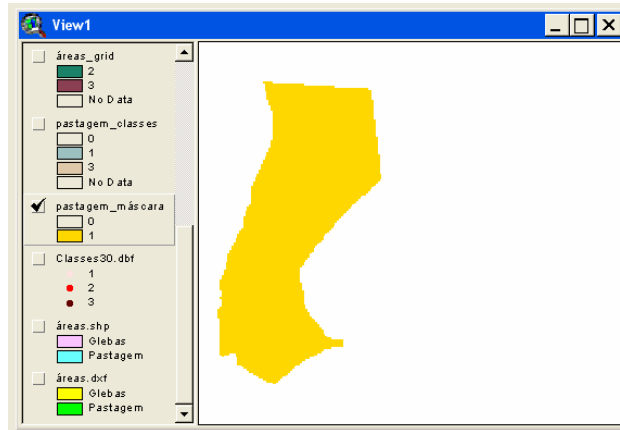 View1
áreas_grid
2
3
No Data
pastagem_classes
0
1
3
No Data
pastagem_máscara
0
1
Classes30.dbf
1
2
3
áreas.shp
Glebas
Pastagem
áreas.dxf
Glebas
Pastagem